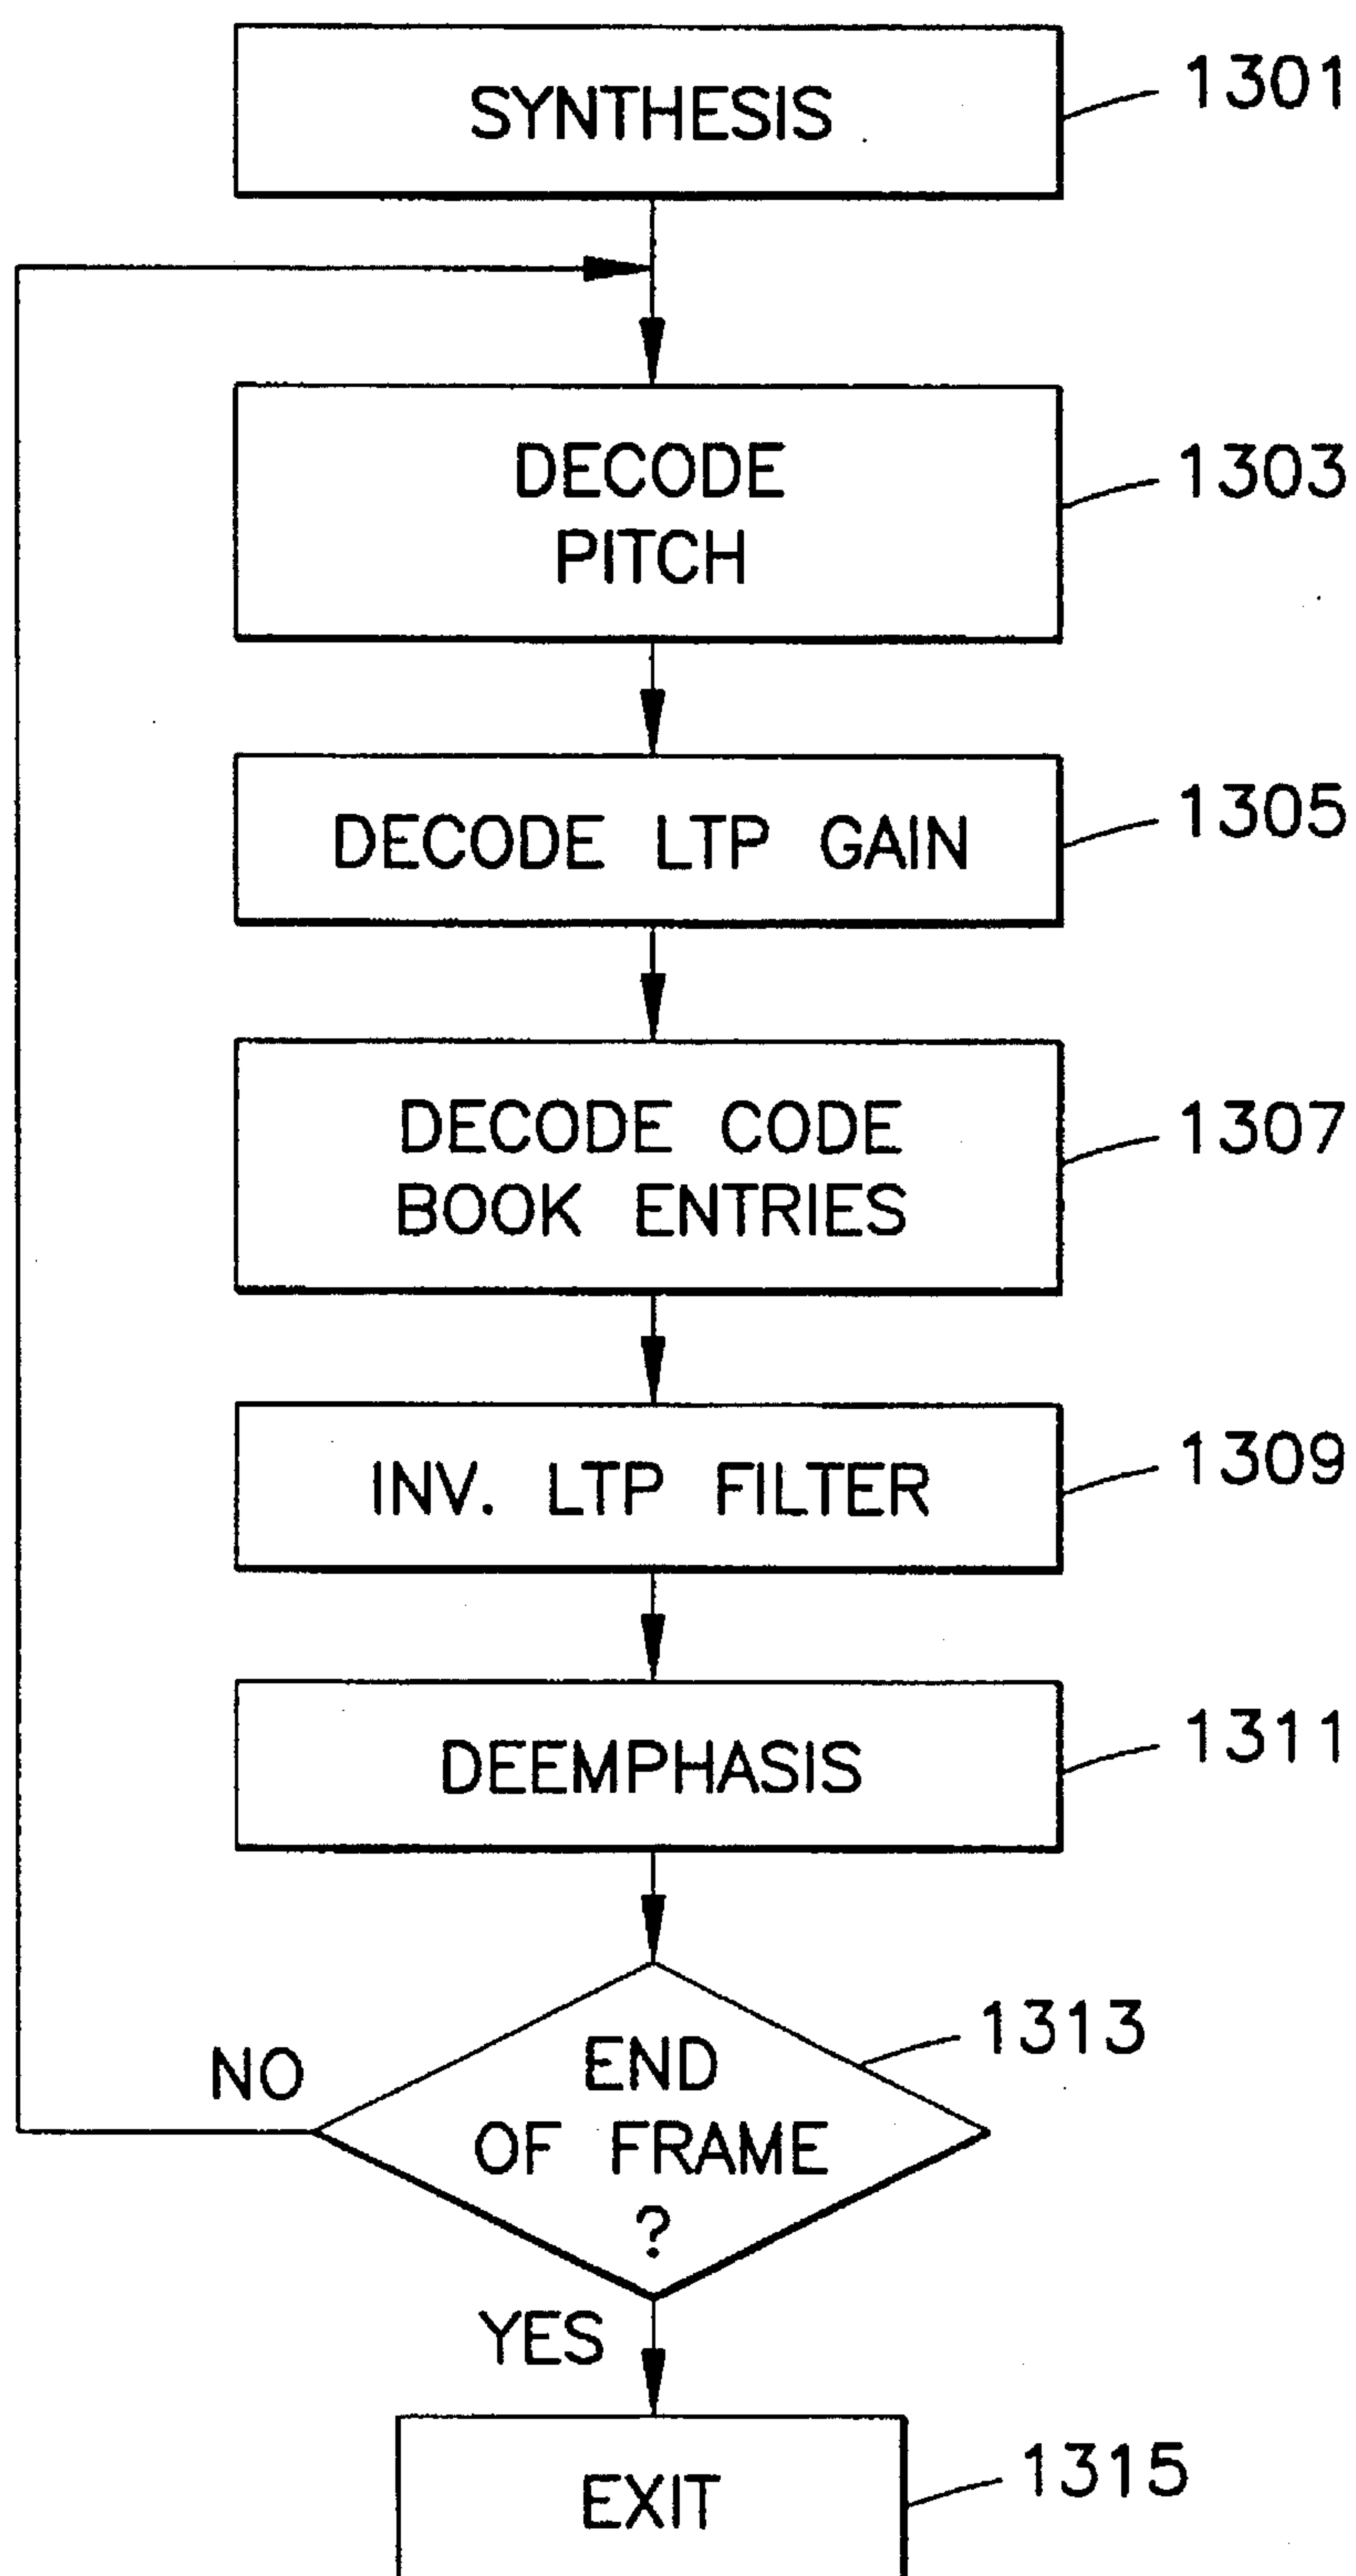 SYNTHESIS
1301
DECODE
PITCH
1303
DECODE LTP GAIN
1305
DECODE CODE
BOOK ENTRIES
1307
INV. LTP FILTER
1309
DEEMPHASIS
1311
END
OF FRAME
?
1313
NO
YES
EXIT
1315